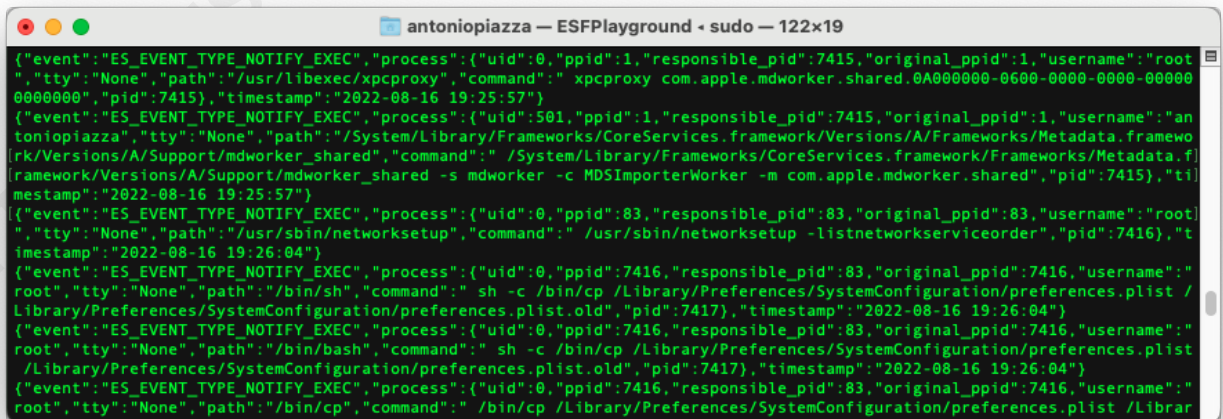 antoniopiazza — ESFPlayground ◂ sudo — 122×19
{"event":"ES_EVENT_TYPE_NOTIFY_EXEC","process":{"uid":0,"ppid":1,"responsible_pid":7415,"original_ppid":1,"username":"root
","tty":"None","path":"/usr/libexec/xpcproxy","command":" xpcproxy com.apple.mdworker.shared.0A000000-0600-0000-0000-00000
0000000","pid":7415},"timestamp":"2022-08-16 19:25:57"}
{"event":"ES_EVENT_TYPE_NOTIFY_EXEC","process":{"uid":501,"ppid":1,"responsible_pid":7415,"original_ppid":1,"username":"an
toniopiazza","tty":"None","path":"/System/Library/Frameworks/CoreServices.framework/Versions/A/Frameworks/Metadata.framewo
[rk/Versions/A/Support/mdworker_shared","command":" /System/Library/Frameworks/CoreServices.framework/Frameworks/Metadata.f]
[ramework/Versions/A/Support/mdworker_shared -s mdworker -c MDSImporterWorker -m com.apple.mdworker.shared","pid":7415},"ti]
mestamp":"2022-08-16 19:25:57"}
[{"event":"ES_EVENT_TYPE_NOTIFY_EXEC","process":{"uid":0,"ppid":83,"responsible_pid":83,"original_ppid":83,"username":"root]
","tty":"None","path":"/usr/sbin/networksetup","command":" /usr/sbin/networksetup -listnetworkserviceorder","pid":7416},"t
imestamp":"2022-08-16 19:26:04"}
{"event":"ES_EVENT_TYPE_NOTIFY_EXEC","process":{"uid":0,"ppid":7416,"responsible_pid":83,"original_ppid":7416,"username":"
root","tty":"None","path":"/bin/sh","command":" sh -c /bin/cp /Library/Preferences/SystemConfiguration/preferences.plist /
Library/Preferences/SystemConfiguration/preferences.plist.old","pid":7417},"timestamp":"2022-08-16 19:26:04"}
{"event":"ES_EVENT_TYPE_NOTIFY_EXEC","process":{"uid":0,"ppid":7416,"responsible_pid":83,"original_ppid":7416,"username":"
root","tty":"None","path":"/bin/bash","command":" sh -c /bin/cp /Library/Preferences/SystemConfiguration/preferences.plist
 /Library/Preferences/SystemConfiguration/preferences.plist.old","pid":7417},"timestamp":"2022-08-16 19:26:04"}
{"event":"ES_EVENT_TYPE_NOTIFY_EXEC","process":{"uid":0,"ppid":7416,"responsible_pid":83,"original_ppid":7416,"username":"
root","tty":"None","path":"/bin/cp","command":" /bin/cp /Library/Preferences/SystemConfiguration/preferences.plist /Librar